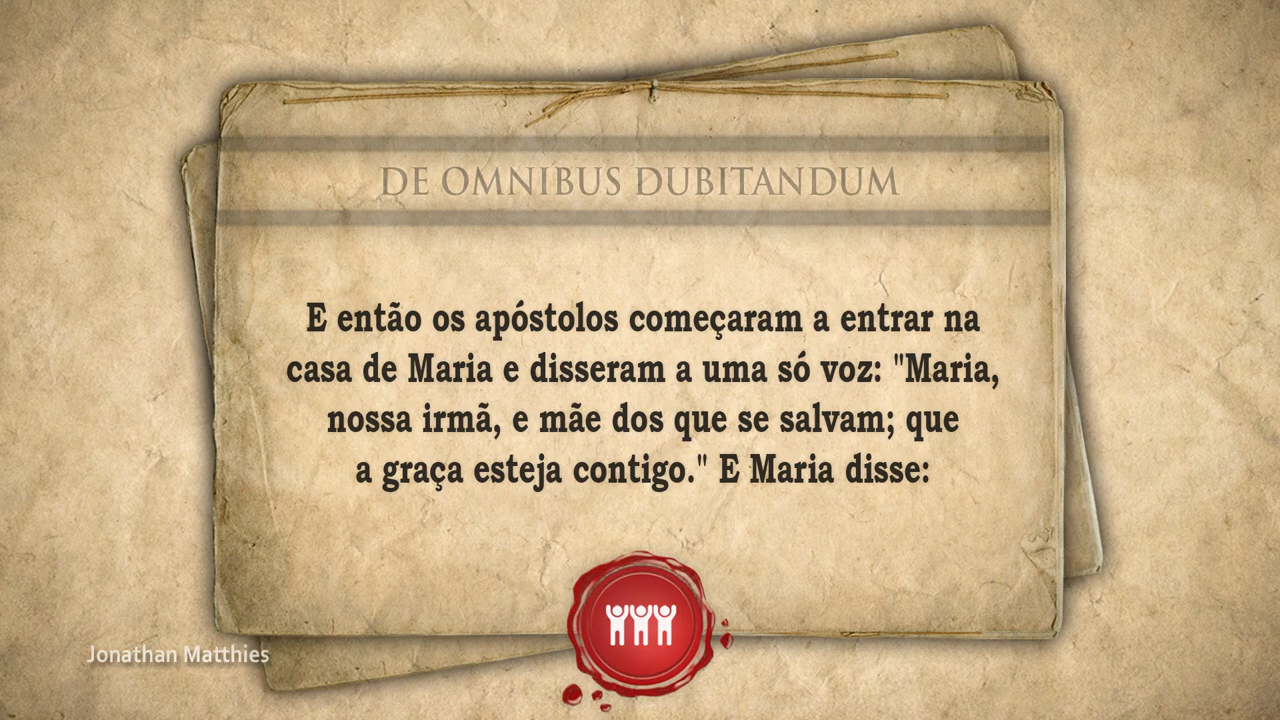 DE OMNIBUS DUBITANDUM
E então os apóstolos começaram a entrar na
casa de Maria e disseram a uma só voz: "Maria,
nossa irmã, e mãe dos que se salvam; que
a graça esteja contigo." E Maria disse:
Jonathan Matthies